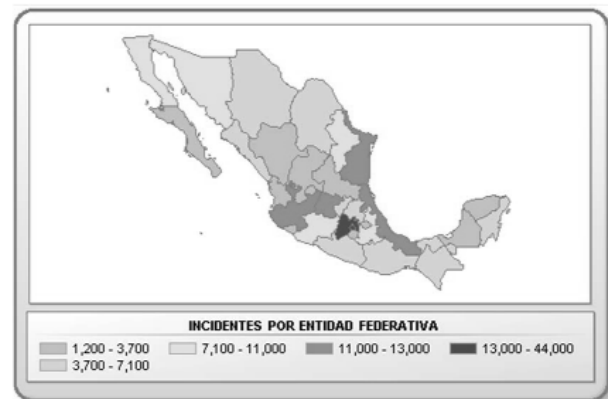 INCIDENTES POR ENTIDAD FEDERATIVA
1,200 - 3,700 7,100 - 11,000 11,000 - 13,000 13,000 - 44,000
3,700 - 7,100